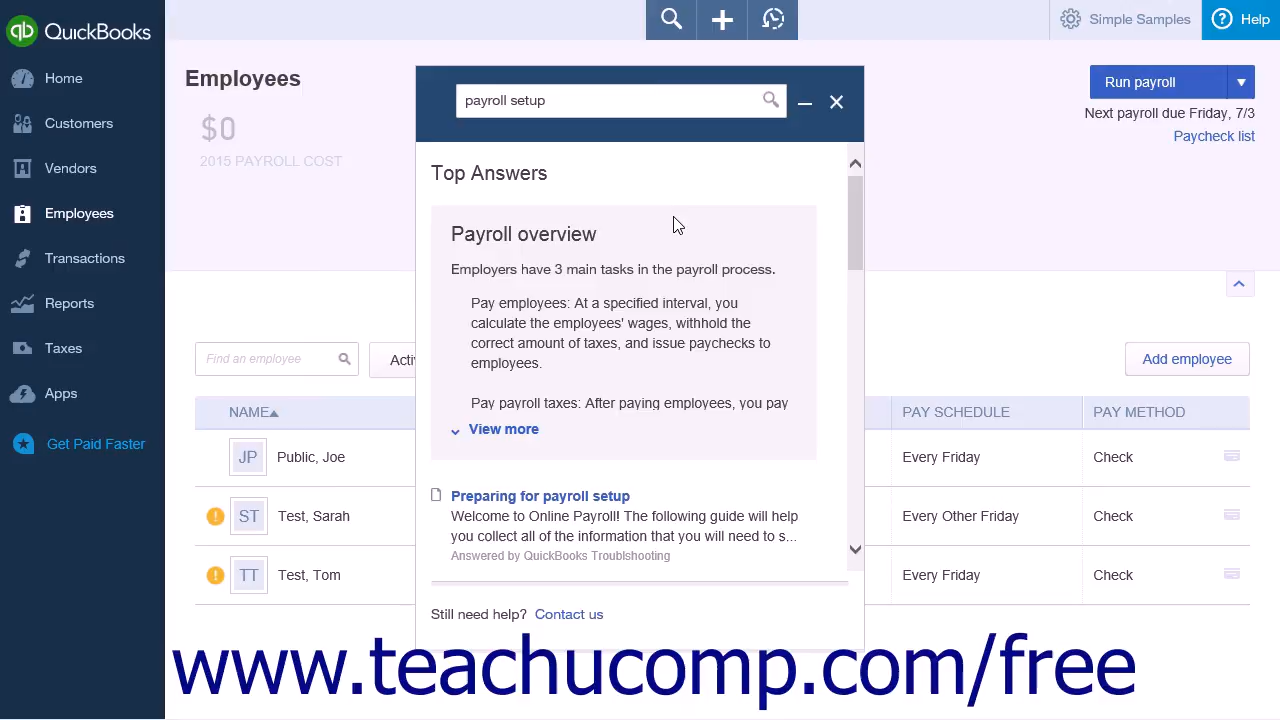 QuickBooks
Simple Samples
Help
Home
Customers
Vendors
Employees
Transactions
Reports
Taxes
Apps
Get Paid Faster
Employees
$0
2015 PAYROLL COST
Run payroll
Next payroll due Friday, 7/3
Paycheck list
payroll setup
Top Answers
Payroll overview
Employers have 3 main tasks in the payroll process.
Pay employees: At a specified interval, you
calculate the employees' wages, withhold the
correct amount of taxes, and issue paychecks to
employees.
Pay payroll taxes: After paying employees, you pay
View more
Preparing for payroll setup
Welcome to Online Payroll! The following guide will help
you collect all of the information that you will need to s...
Answered by QuickBooks Troublshooting
Still need help? Contact us
Find an employee
Acti
Add employee
NAME PAY SCHEDULE PAY METHOD
JP Public, Joe Every Friday Check
ST Test, Sarah Every Other Friday Check
TT Test, Tom Every Friday Check
www.teachucomp.com/free